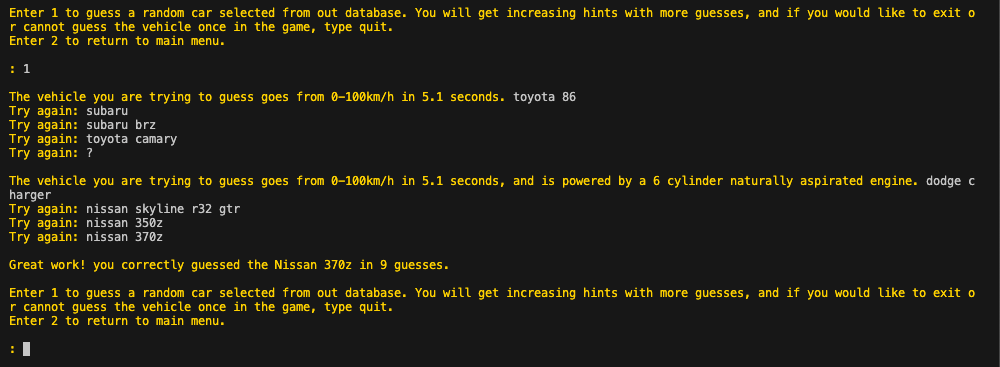 Enter 1 to guess a random car selected from out database. You will get increasing hints with more guesses, and if you would like to exit o
r cannot guess the vehicle once in the game, type quit.
Enter 2 to return to main menu.
: 1
The vehicle you are trying to guess goes from 0-100km/h in 5.1 seconds. toyota 86
Try again: subaru
Try again: subaru brz
Try again: toyota camary
Try again: ?
The vehicle you are trying to guess goes from 0-100km/h in 5.1 seconds, and is powered by a 6 cylinder naturally aspirated engine. dodge c
harger
Try again: nissan skyline r32 gtr
Try again: nissan 350z
Try again: nissan 370z
Great work! you correctly guessed the Nissan 370z in 9 guesses.
Enter 1 to guess a random car selected from out database. You will get increasing hints with more guesses, and if you would like to exit o
r cannot guess the vehicle once in the game, type quit.
Enter 2 to return to main menu.
: